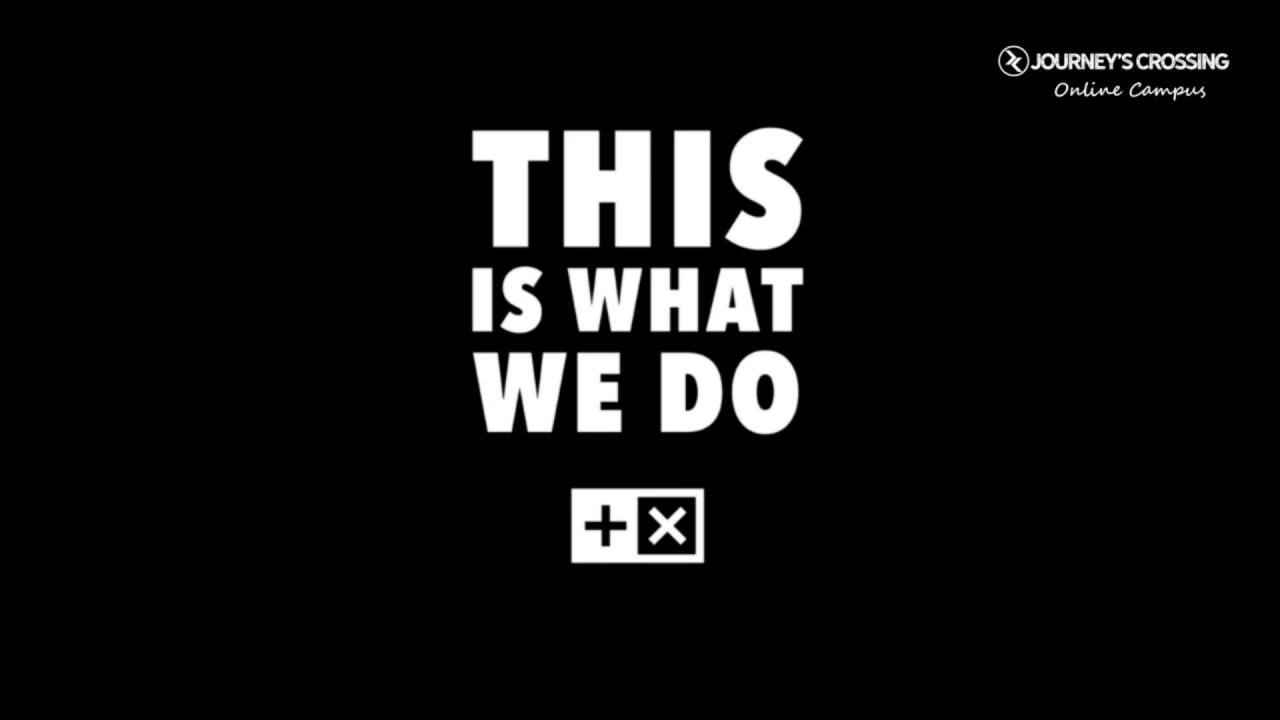 JOURNEY'S CROSSING
Online Campus
THIS
IS WHAT
WE DO
+ ×